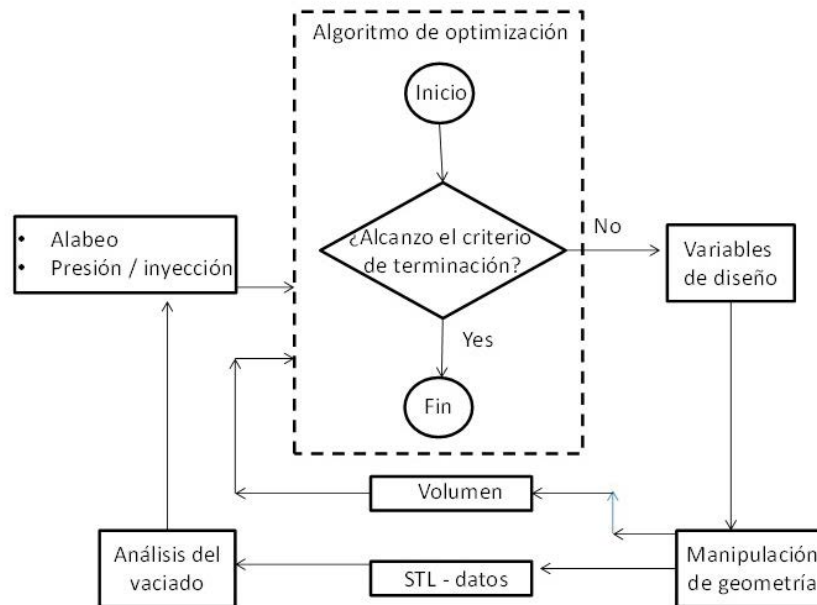 Algoritmo de optimización
Inicio
¿Alcanzo el criterio
de terminación?
No
Yes
Fin
Variables
de diseño
• Alabeo
• Presión / inyección
Volumen
STL - datos
Análisis del
vaciado
Manipulación
de geometría